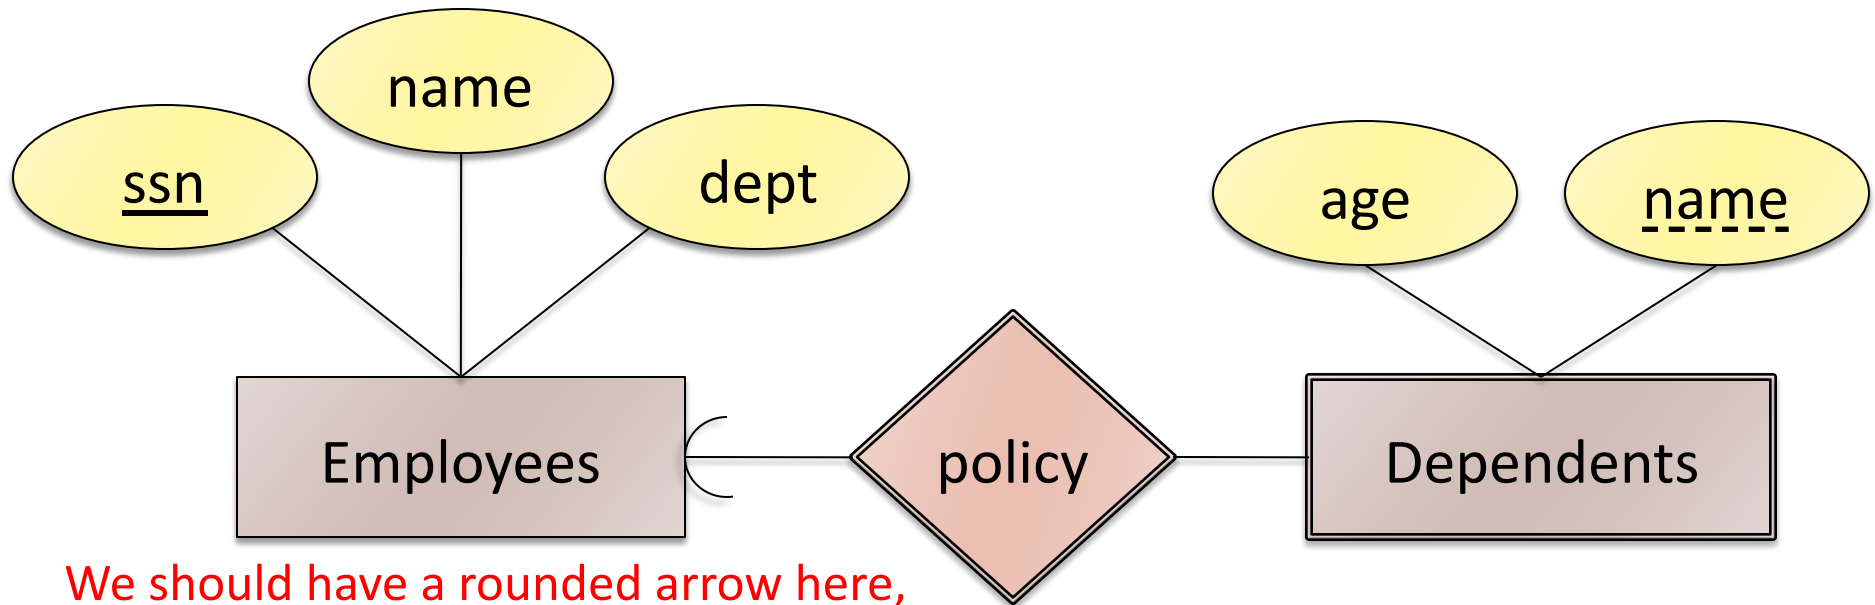 name
ssn
dept
age
name
Employees
policy
Dependents
We should have a rounded arrow here,